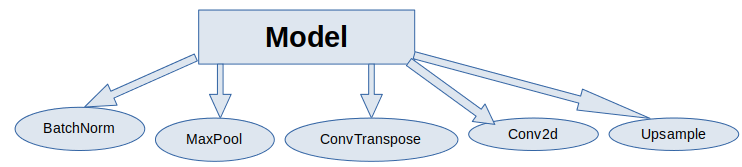 Model
BatchNorm
MaxPool
ConvTranspose
Conv2d
Upsample